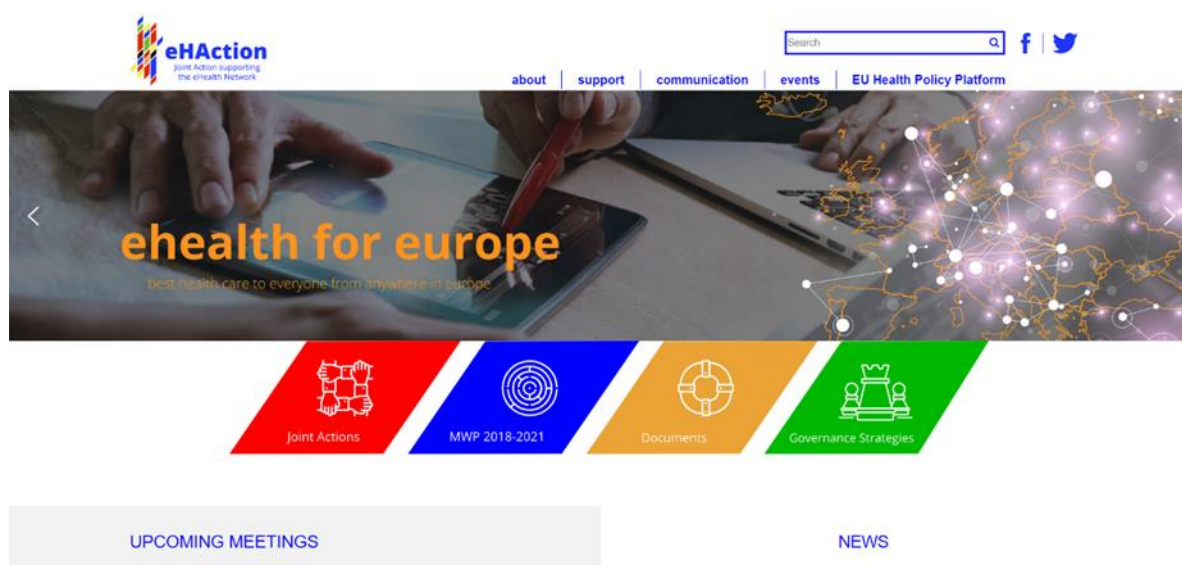 eHAction
Joint Action supporting
the eHealth Network
Search
about
support
communication
events
EU Health Policy Platform
ehealth for europe
best health care to everyone from anywhere in europe
Joint Actions
MWP 2018-2021
Documents
Governance Strategies
UPCOMING MEETINGS
NEWS